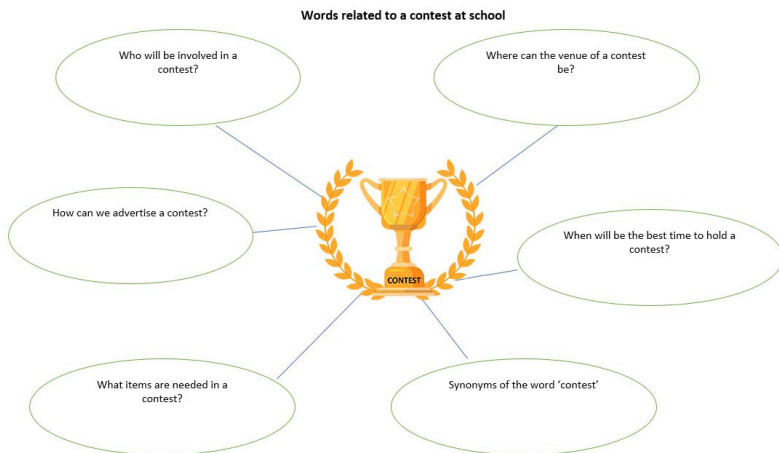 Words related to a contest at school
Who will be involved in a
contest?
Where can the venue of a contest
be?
How can we advertise a contest?
When will be the best time to hold a
contest?
CONTEST
What items are needed in a
contest?
Synonyms of the word ‘contest’